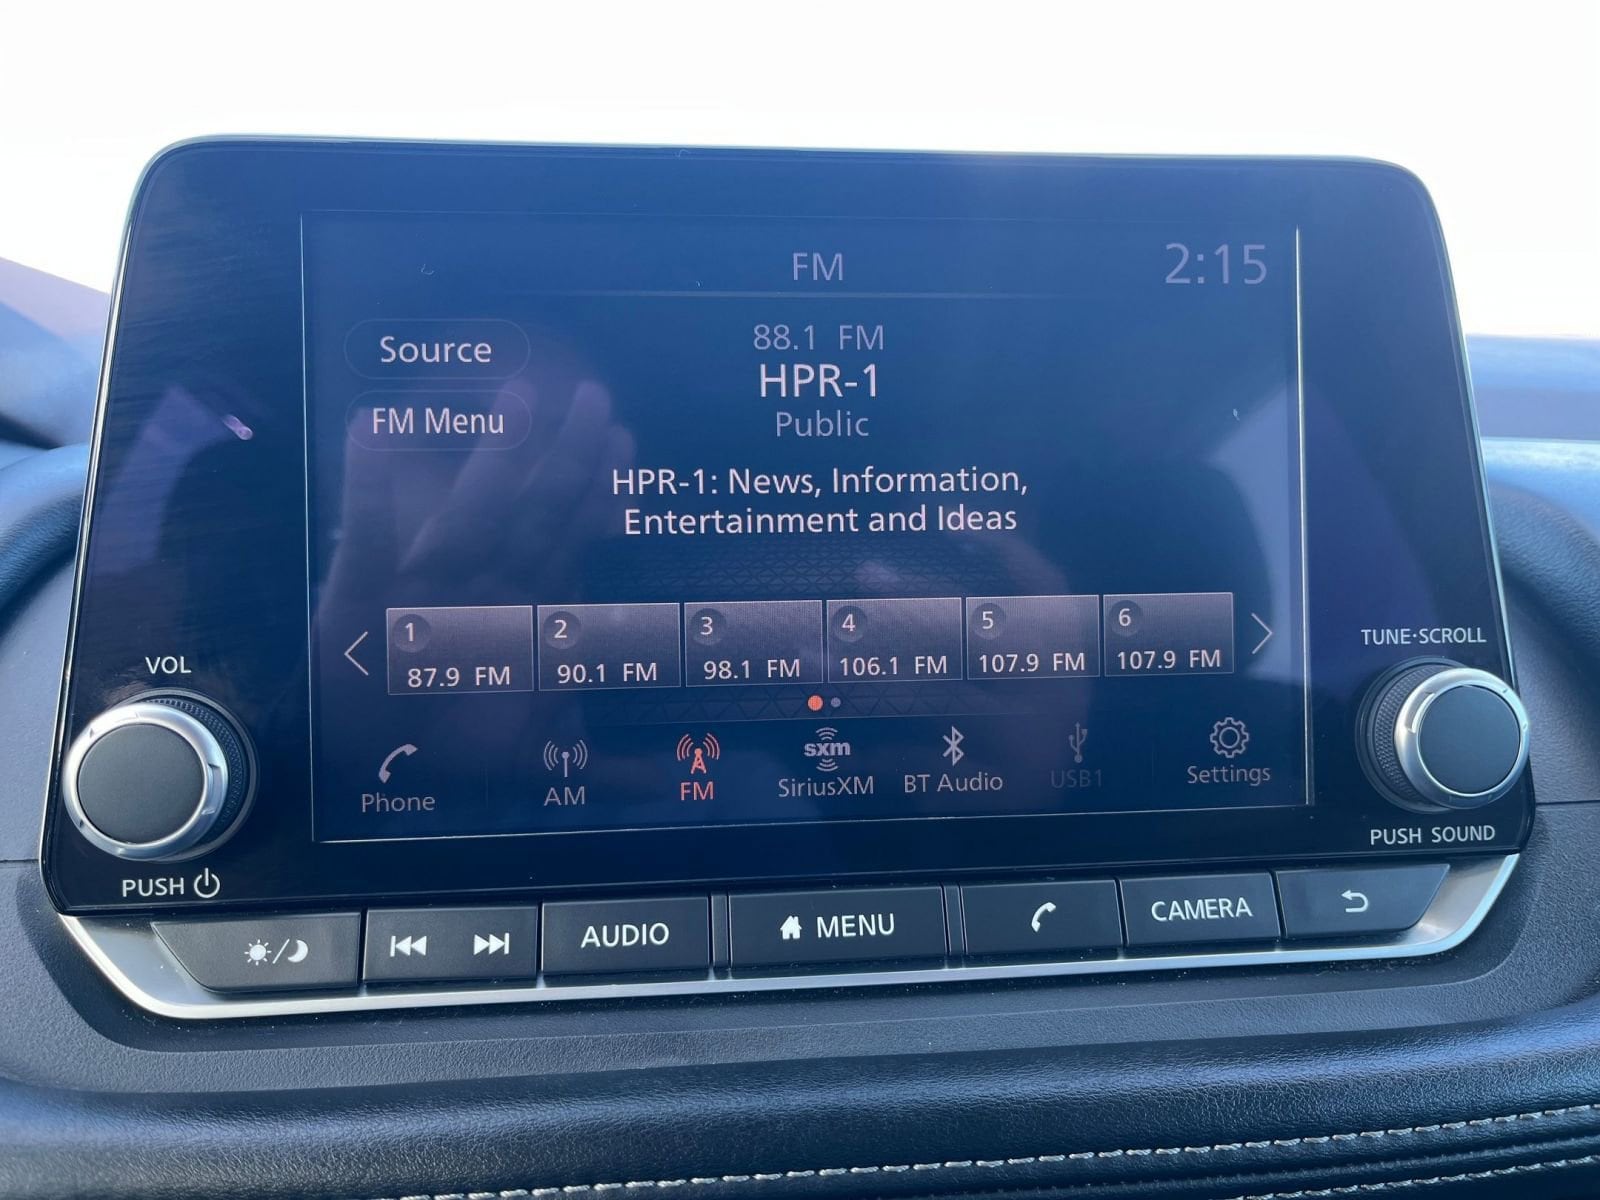 FM
2:15
Source
88.1 FM
HPR-1
FM Menu
Public
HPR-1: News, Information,
Entertainment and Ideas
1
87.9 FM
2
90.1 FM
3
98.1 FM
4
106.1 FM
5
107.9 FM
6
107.9 FM
VOL
TUNE·SCROLL
Phone
AM
FM
sxm
SiriusXM
BT Audio
USB1
Settings
PUSH
PUSH SOUND
AUDIO
MENU
CAMERA